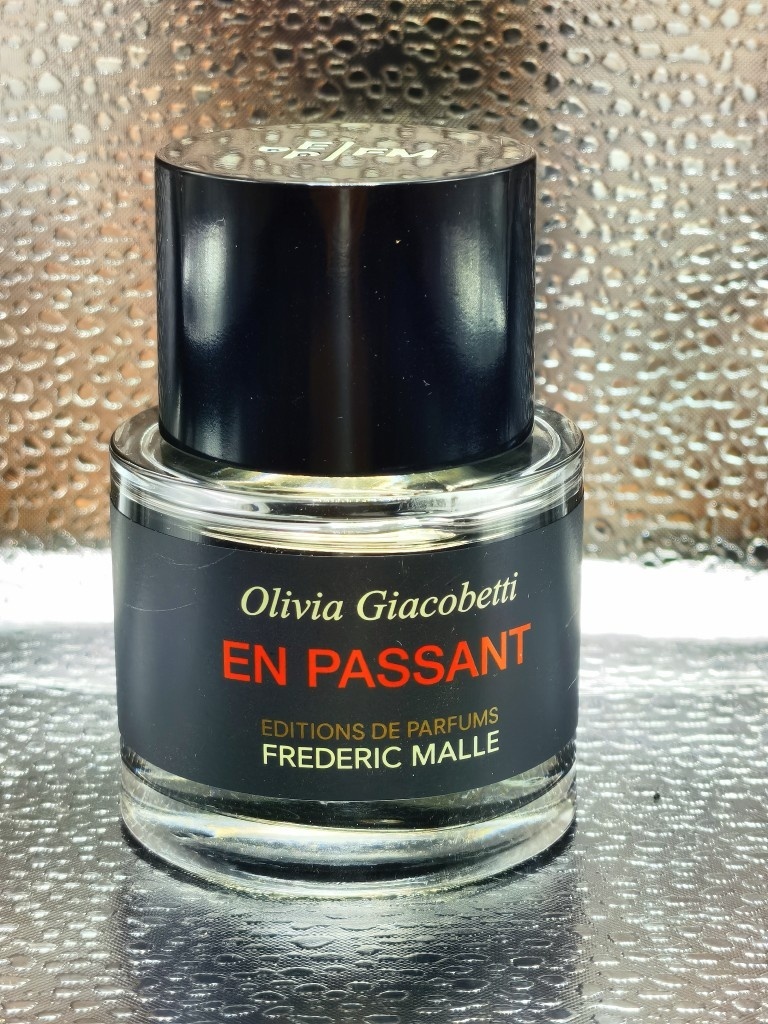 Olivia Giacobetti
EN PASSANT
EDITIONS DE PARFUMS
FREDERIC MALLE